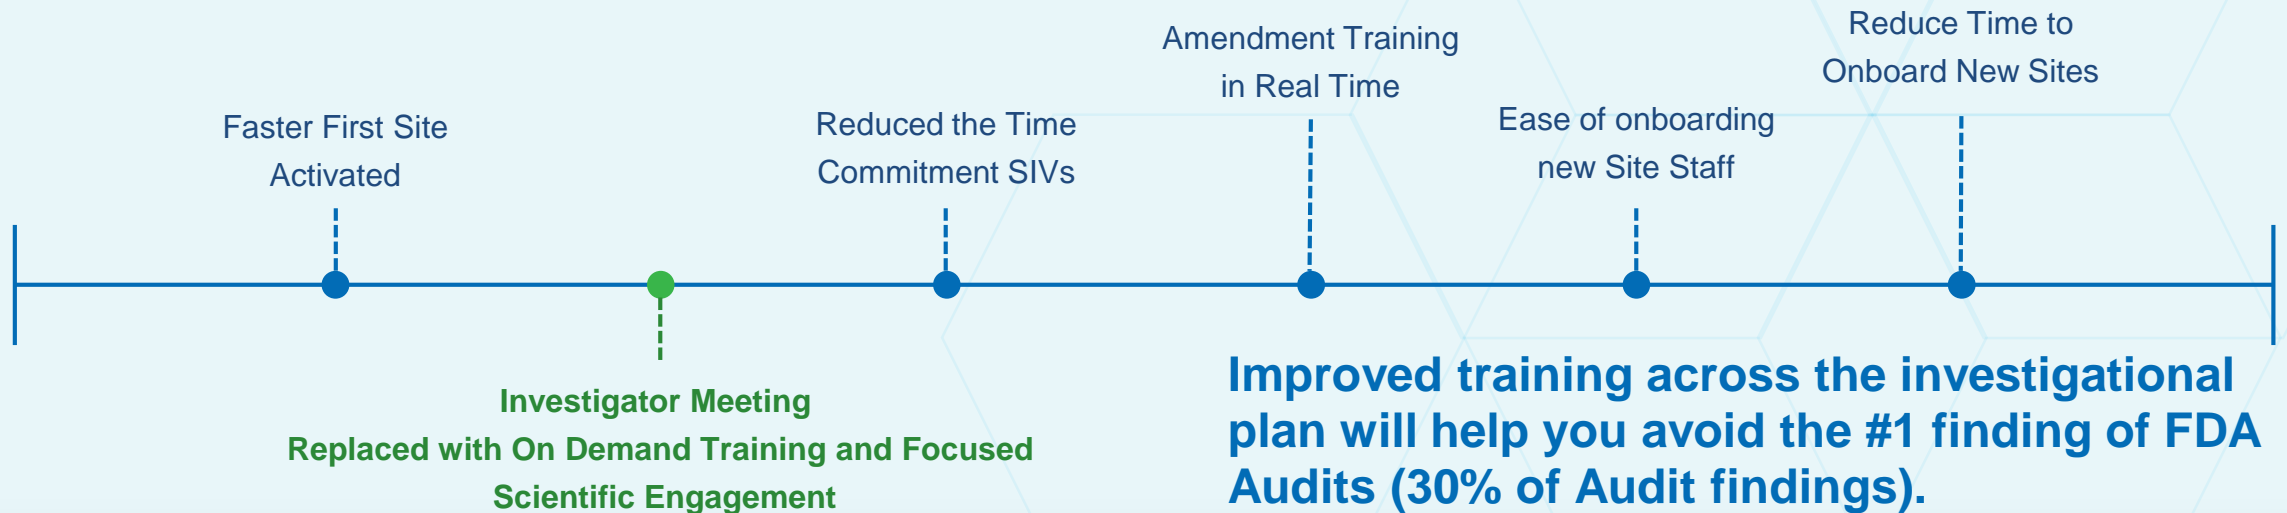 Faster First Site
Activated
Investigator Meeting
Replaced with On Demand Training and Focused
Scientific Engagement
Reduced the Time
Commitment SIVs
Amendment Training
in Real Time
Ease of onboarding
new Site Staff
Reduce Time to
Onboard New Sites
Improved training across the investigational
plan will help you avoid the #1 finding of FDA
Audits (30% of Audit findings).